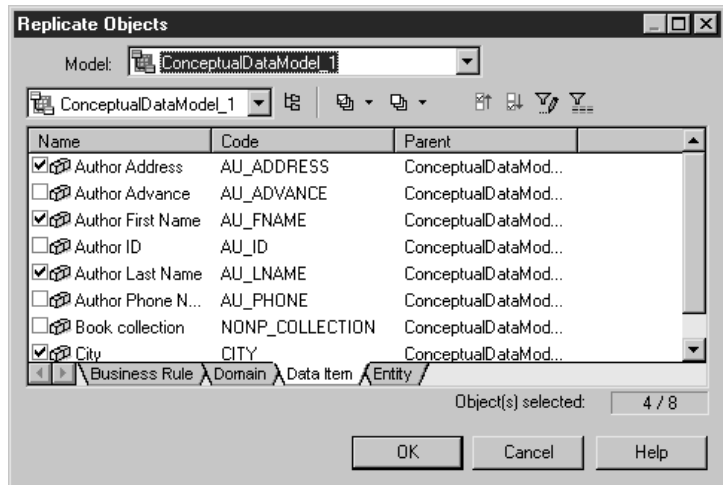 Replicate Objects
Model: ConceptualDataModel_1
ConceptualDataModel_1
Name Code Parent
Author Address AU_ADDRESS ConceptualDataMod...
Author Advance AU_ADVANCE ConceptualDataMod...
Author First Name AU_FNAME ConceptualDataMod...
Author ID AU_ID ConceptualDataMod...
Author Last Name AU_LNAME ConceptualDataMod...
Author Phone N... AU_PHONE ConceptualDataMod...
Book collection NONP_COLLECTION ConceptualDataMod...
City CITY ConceptualDataMod...
Business Rule Domain Data Item Entity
Object(s) selected: 4 / 8
OK Cancel Help